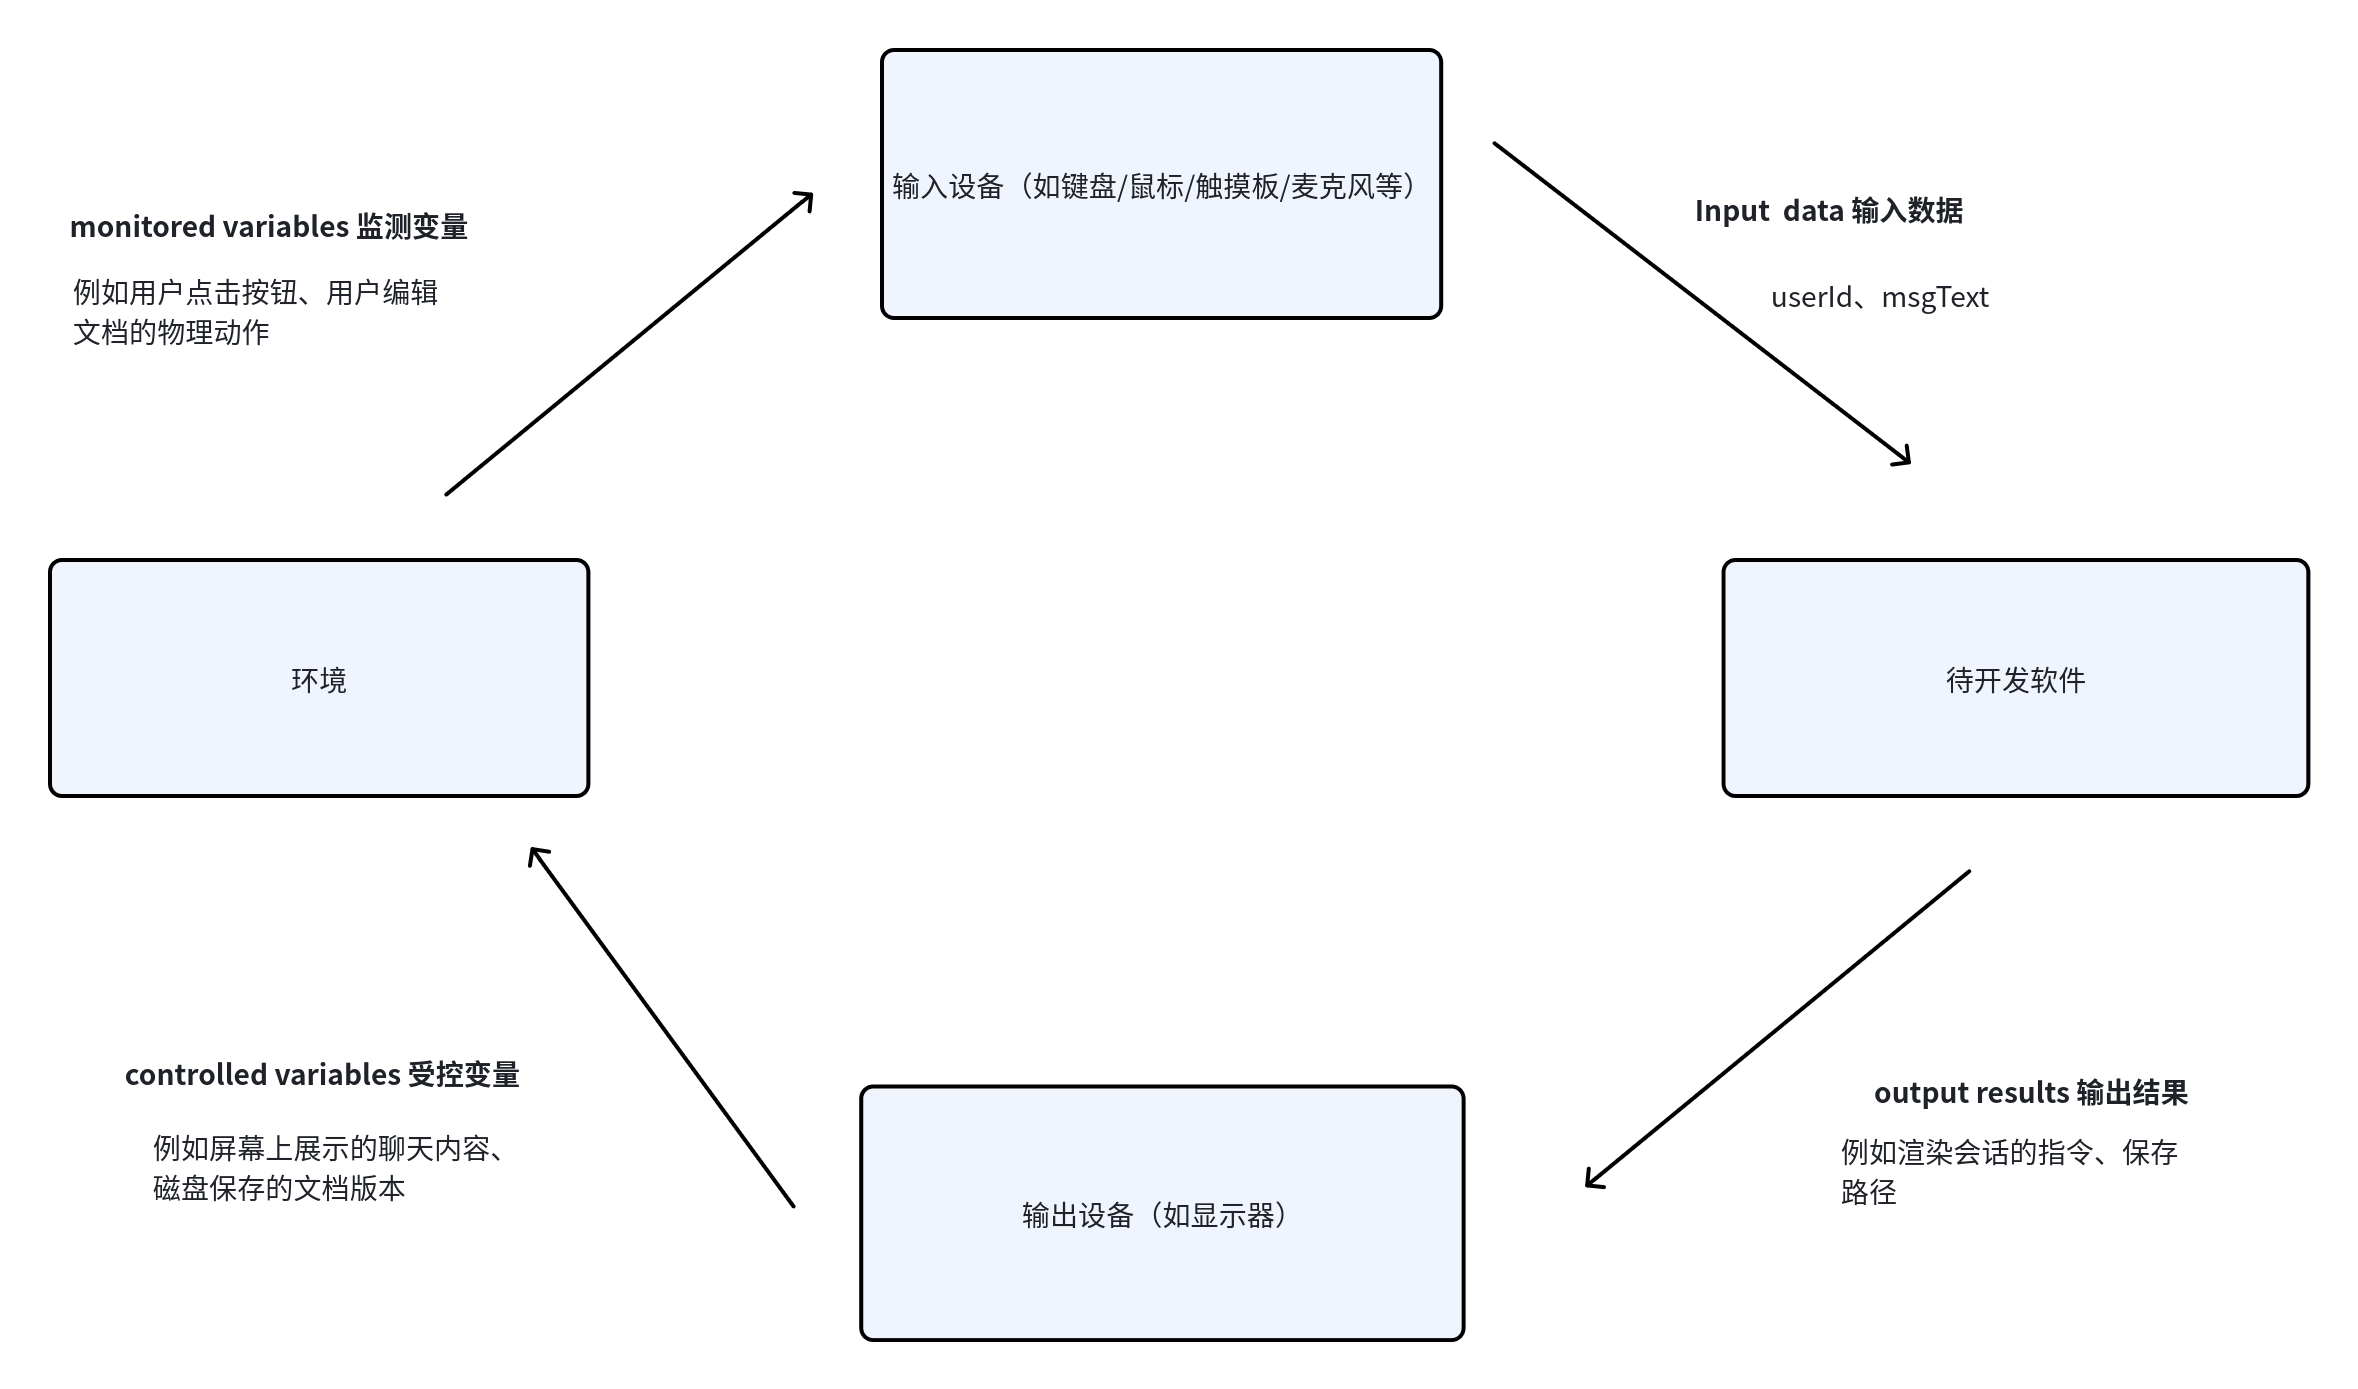 输入设备（如键盘/鼠标/触摸板/麦克风等）
monitored variables 监测变量
例如用户点击按钮、用户编辑
文档的物理动作
Input  data 输入数据
userId、msgText
环境
待开发软件
controlled variables 受控变量
例如屏幕上展示的聊天内容、
磁盘保存的文档版本
输出设备（如显示器）
output results 输出结果
例如渲染会话的指令、保存
路径